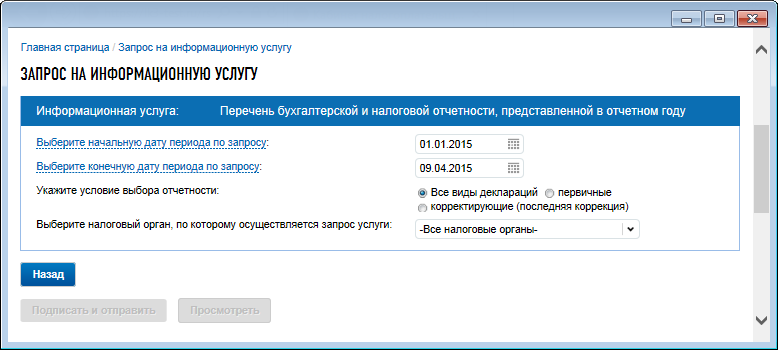 Главная страница / Запрос на информационную услугу
ЗАПРОС НА ИНФОРМАЦИОННУЮ УСЛУГУ
Информационная услуга: Перечень бухгалтерской и налоговой отчетности, представленной в отчетном году
Выберите начальную дату периода по запросу: 01.01.2015
Выберите конечную дату периода по запросу: 09.04.2015
Укажите условие выбора отчетности: Все виды деклараций первичные
корректирующие (последняя коррекция)
Выберите налоговый орган, по которому осуществляется запрос услуги: -Все налоговые органы-
Назад
Подписать и отправить Просмотреть